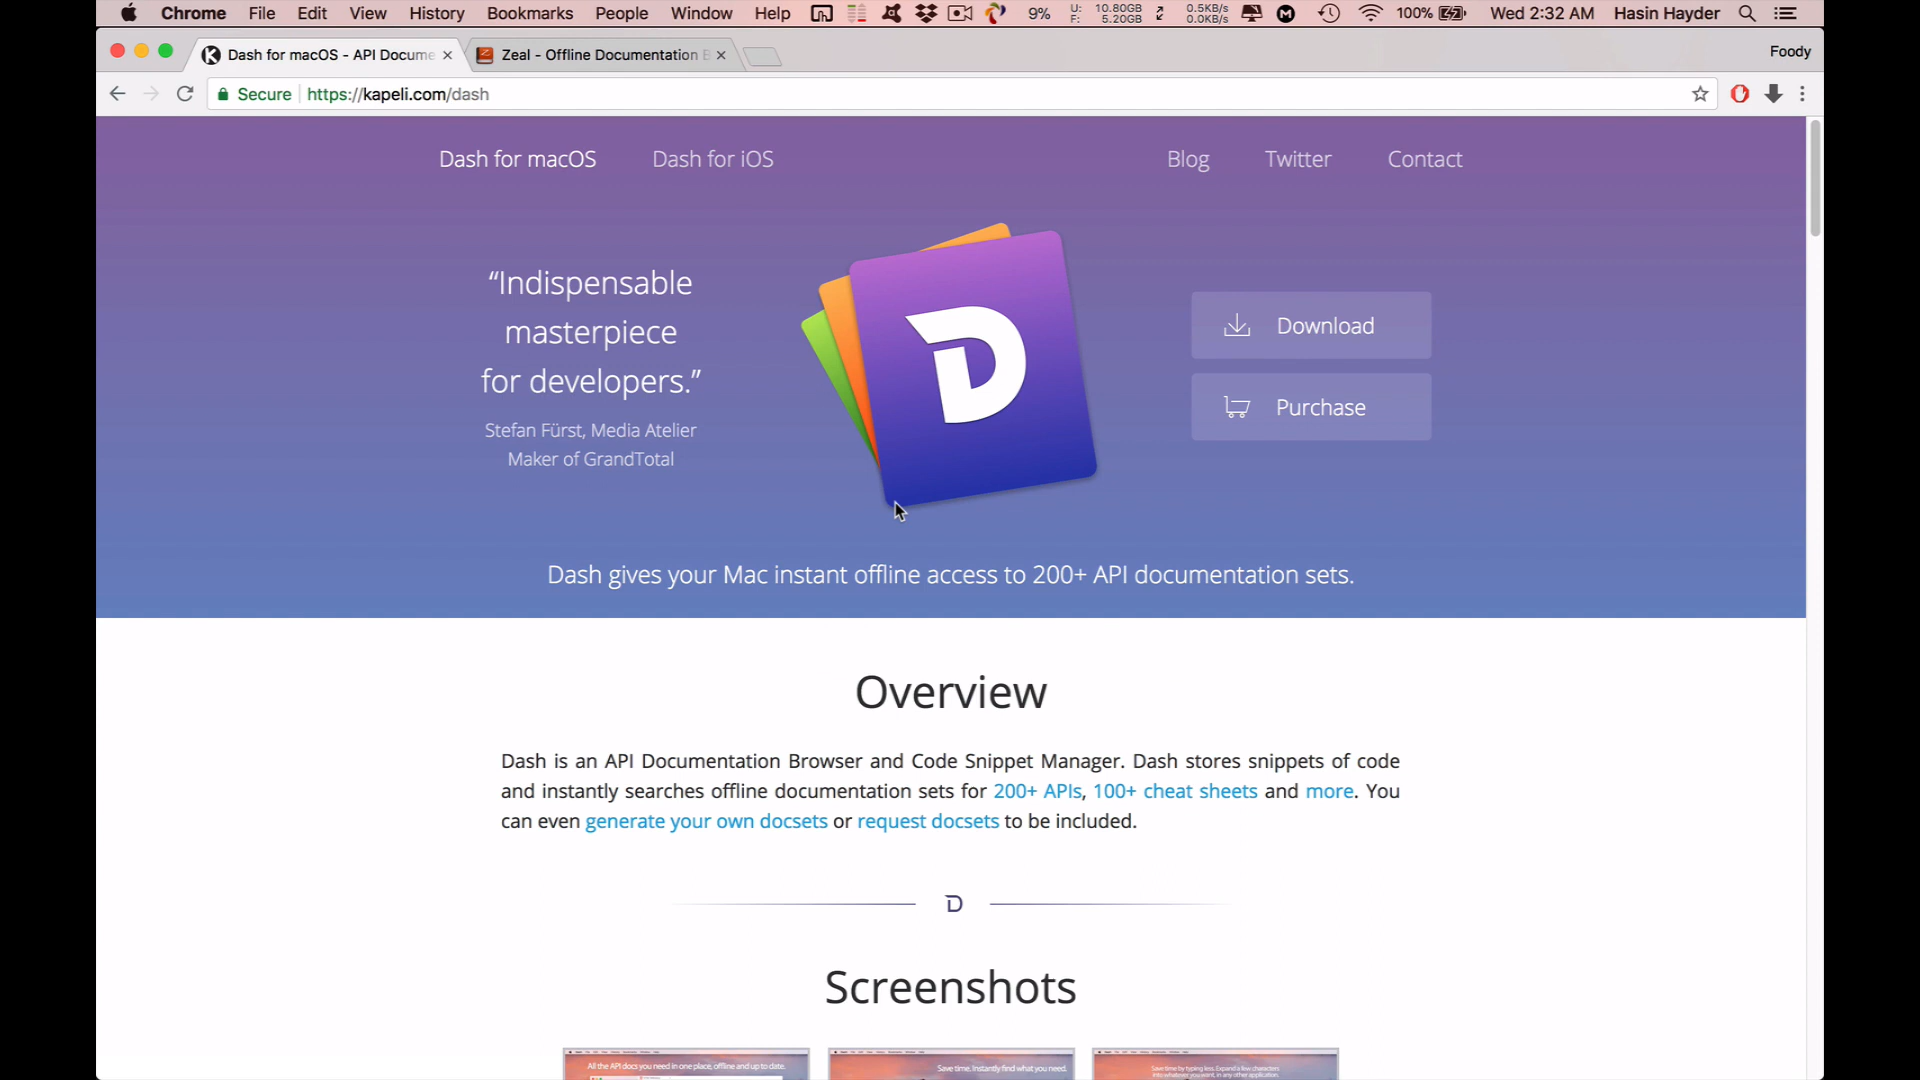 Chrome File Edit View History Bookmarks People Window Help 9% U: 10.80GB F: 5.20GB 0.5KB/s 0.0KB/s 100% Wed 2:32 AM Hasin Hayder
Dash for macOS - API Docume Zeal - Offline Documentation B Foody
Secure https://kapeli.com/dash
Dash for macOS Dash for iOS Blog Twitter Contact
“Indispensable
masterpiece
for developers.”
Stefan Fürst, Media Atelier
Maker of GrandTotal
D
Download
Purchase
Dash gives your Mac instant offline access to 200+ API documentation sets.
Overview
Dash is an API Documentation Browser and Code Snippet Manager. Dash stores snippets of code
and instantly searches offline documentation sets for 200+ APIs, 100+ cheat sheets and more. You
can even generate your own docsets or request docsets to be included.
D
Screenshots
All the API docs you need in one place, offline and up to date.
Save time. Instantly find what you need.
Save time by typing less. Expand a few characters
into whatever you want, in any other application.